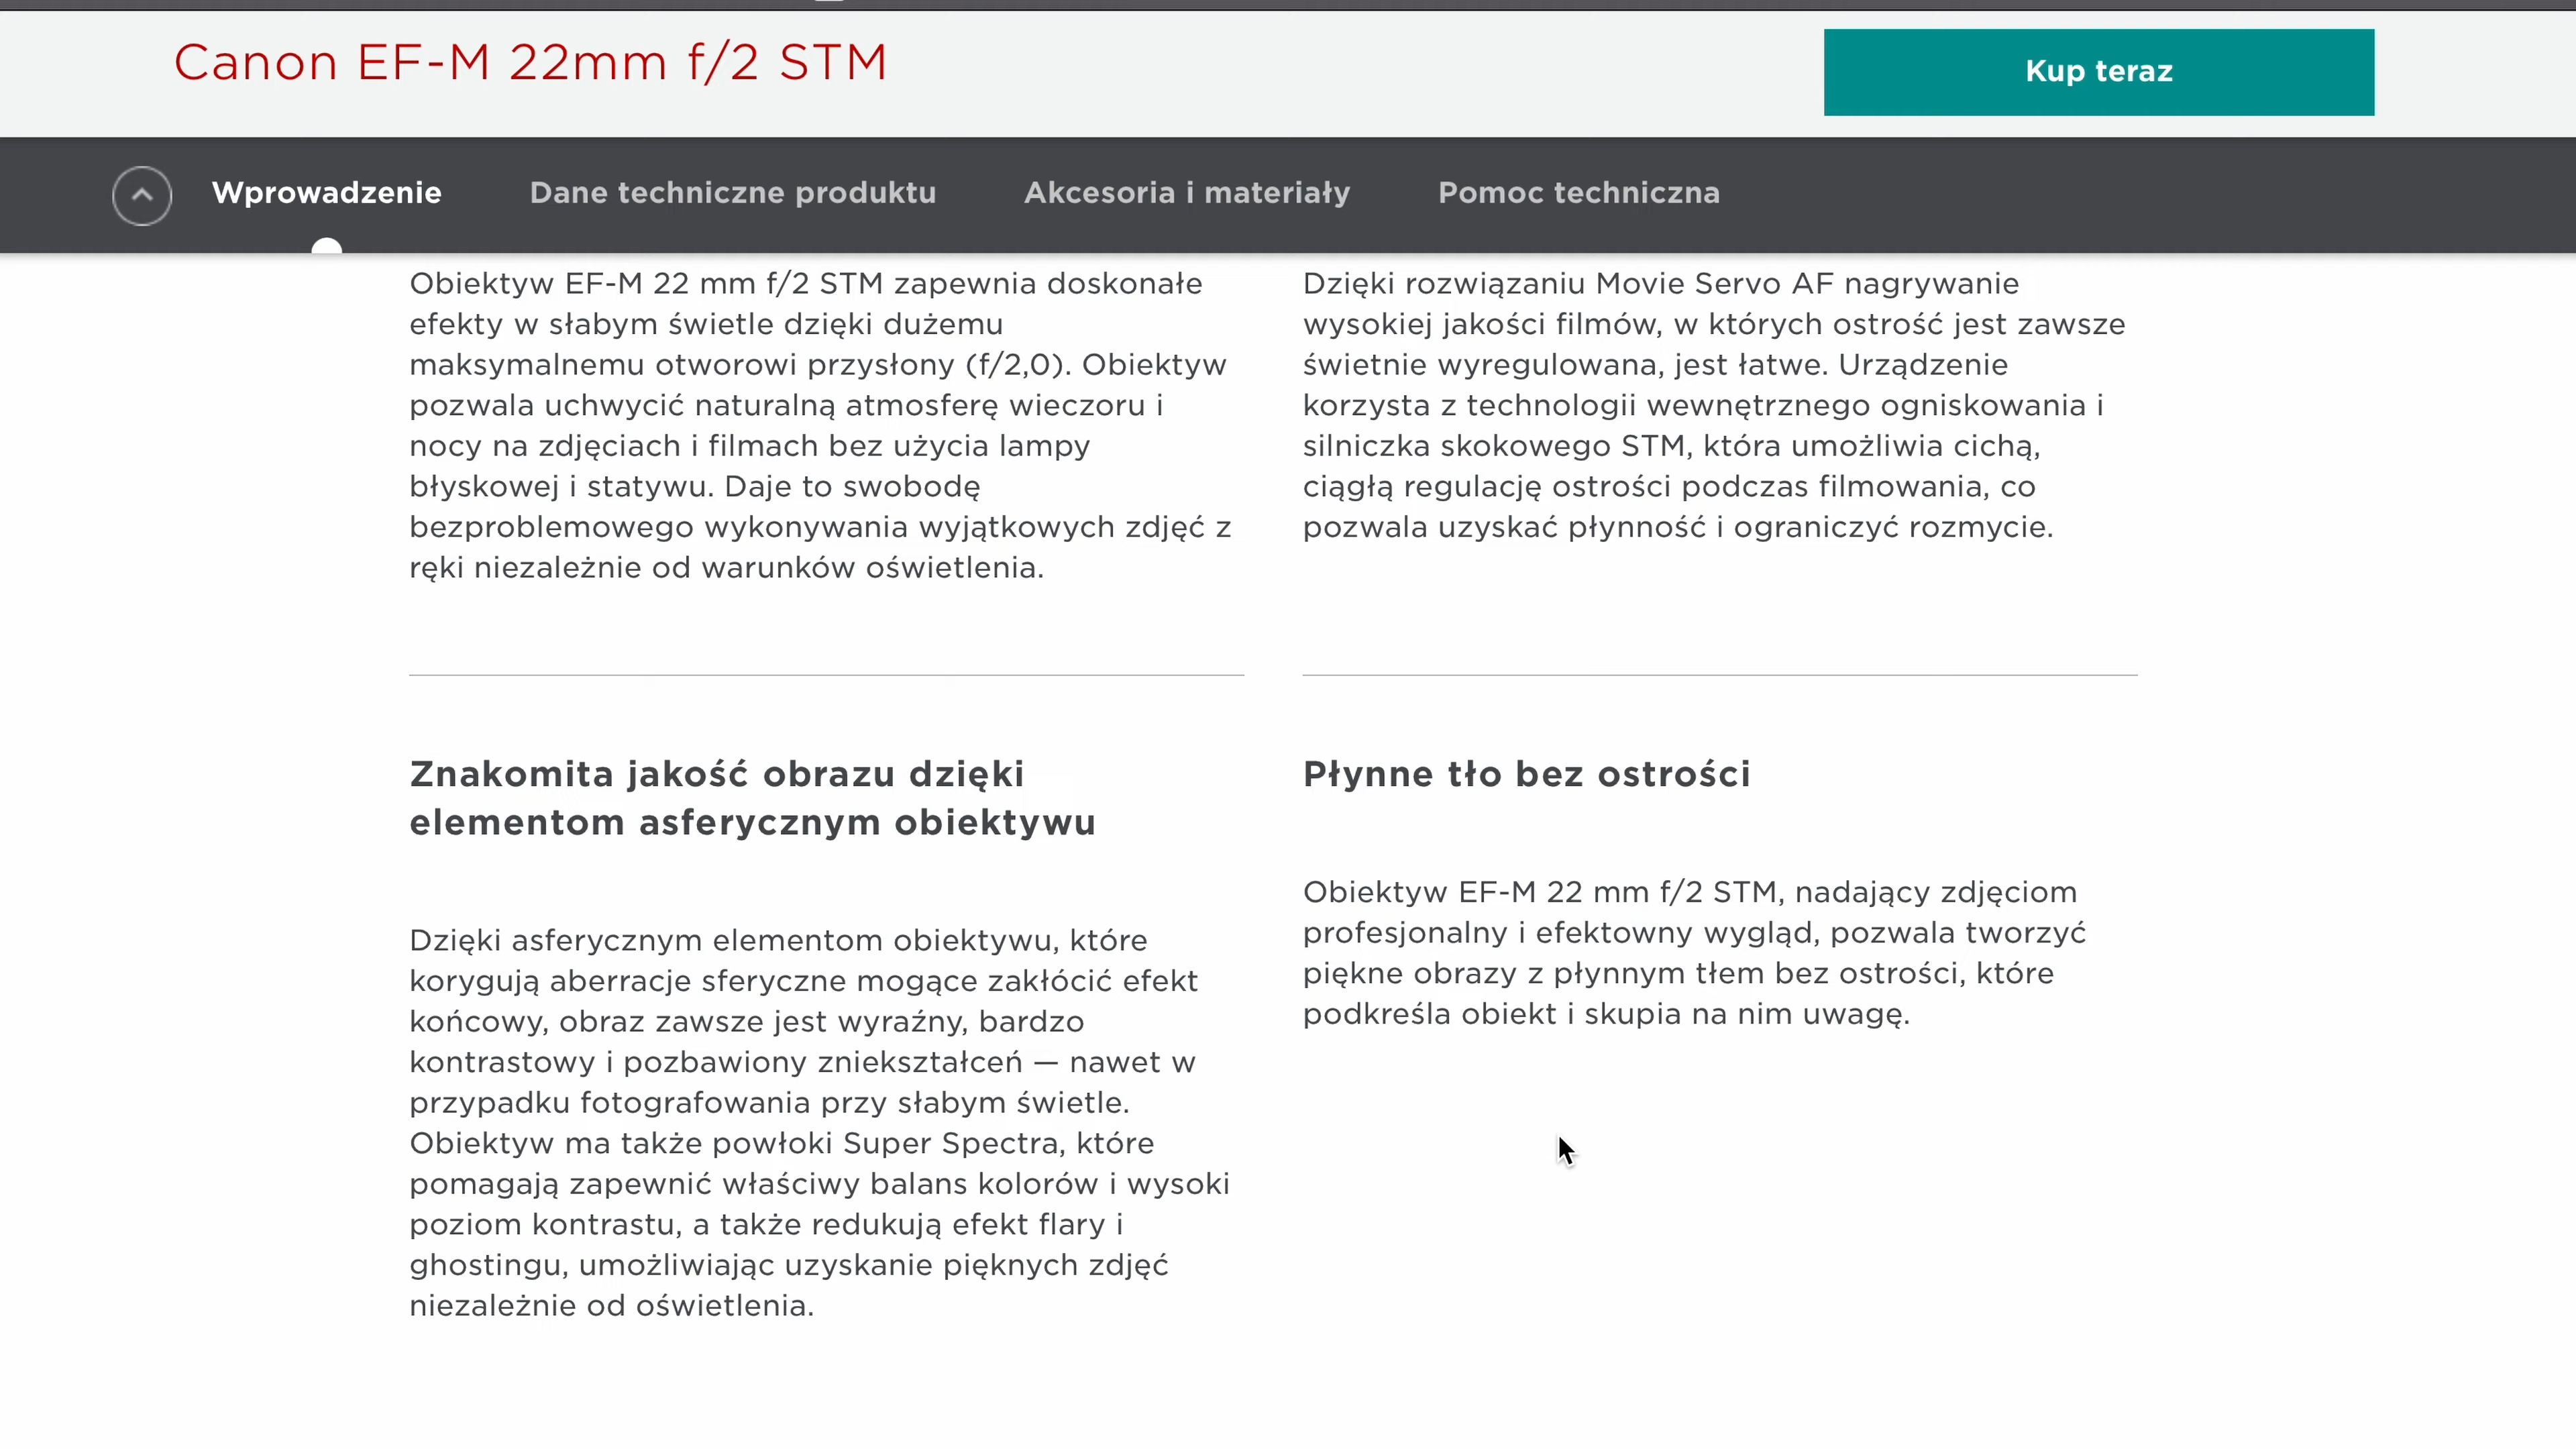 Canon EF-M 22mm f/2 STM
Kup teraz
Wprowadzenie
Dane techniczne produktu
Akcesoria i materiały
Pomoc techniczna
Obiektyw EF-M 22 mm f/2 STM zapewnia doskonałe
efekty w słabym świetle dzięki dużemu
maksymalnemu otworowi przysłony (f/2,0). Obiektyw
pozwala uchwycić naturalną atmosferę wieczoru i
nocy na zdjęciach i filmach bez użycia lampy
błyskowej i statywu. Daje to swobodę
bezproblemowego wykonywania wyjątkowych zdjęć z
ręki niezależnie od warunków oświetlenia.
Dzięki rozwiązaniu Movie Servo AF nagrywanie
wysokiej jakości filmów, w których ostrość jest zawsze
świetnie wyregulowana, jest łatwe. Urządzenie
korzysta z technologii wewnętrznego ogniskowania i
silniczka skokowego STM, która umożliwia cichą,
ciągłą regulację ostrości podczas filmowania, co
pozwala uzyskać płynność i ograniczyć rozmycie.
Znakomita jakość obrazu dzięki
elementom asferycznym obiektywu
Dzięki asferycznym elementom obiektywu, które
korygują aberracje sferyczne mogące zakłócić efekt
końcowy, obraz zawsze jest wyraźny, bardzo
kontrastowy i pozbawiony zniekształceń — nawet w
przypadku fotografowania przy słabym świetle.
Obiektyw ma także powłoki Super Spectra, które
pomagają zapewnić właściwy balans kolorów i wysoki
poziom kontrastu, a także redukują efekt flary i
ghostingu, umożliwiając uzyskanie pięknych zdjęć
niezależnie od oświetlenia.
Płynne tło bez ostrości
Obiektyw EF-M 22 mm f/2 STM, nadający zdjęciom
profesjonalny i efektowny wygląd, pozwala tworzyć
piękne obrazy z płynnym tłem bez ostrości, które
podkreśla obiekt i skupia na nim uwagę.